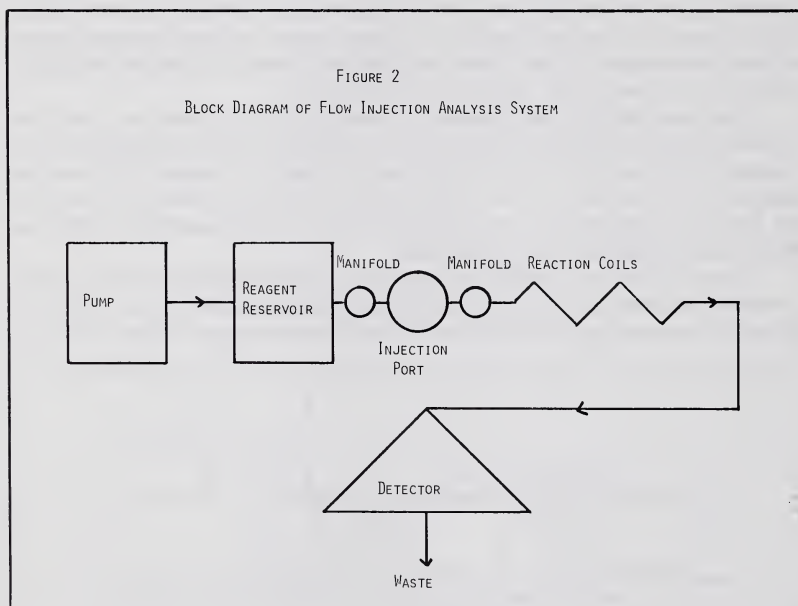 FIGURE 2
BLOCK DIAGRAM OF FLOW INJECTION ANALYSIS SYSTEM
PUMP
REAGENT
RESERVOIR
MANIFOLD
INJECTION
PORT
MANIFOLD
REACTION COILS
DETECTOR
WASTE